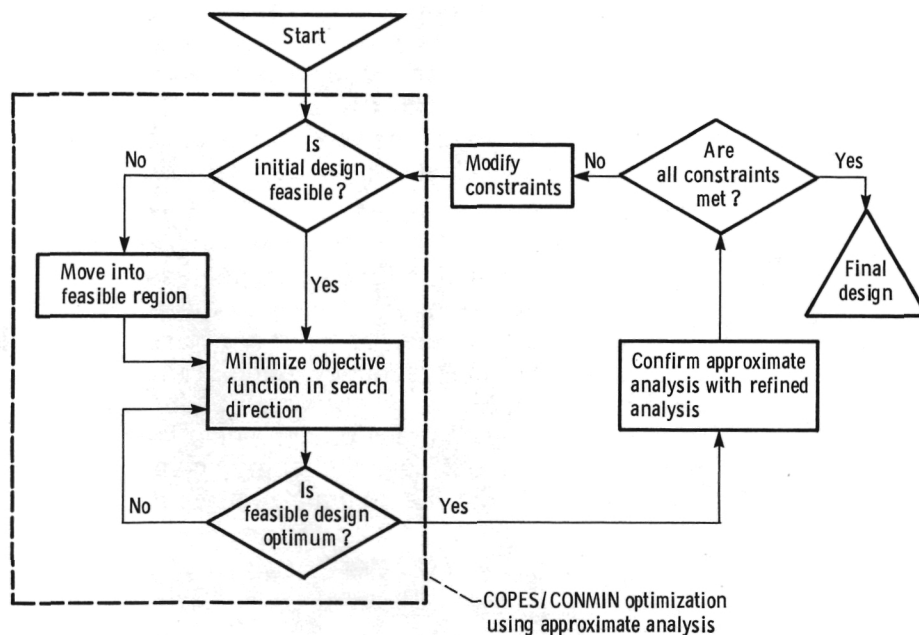 Start
Is
initial design
feasible?
No
Yes
Move into
feasible region
Minimize objective
function in search
direction
Is
feasible design
optimum?
No
Yes
Confirm approximate
analysis with refined
analysis
Are
all constraints
met?
No
Yes
Modify
constraints
Final
design
COPES/CONMIN optimization
using approximate analysis